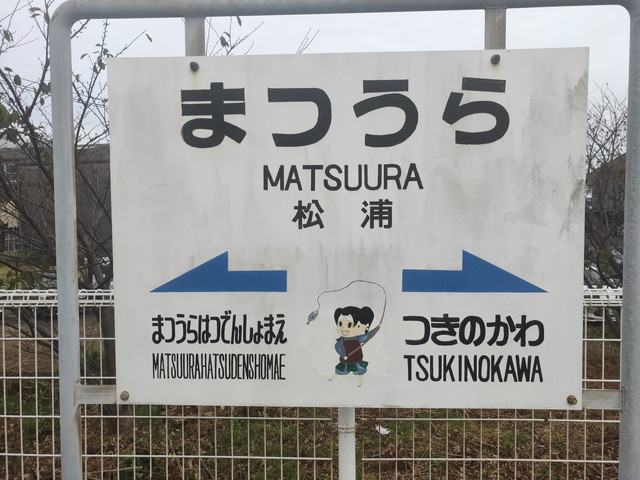 まつうら
MATSUURA
松浦
まつうらはつでんしょまえ
MATSUURAHATSUDENSHOMAE
つきのかわ
TSUKINOKAWA